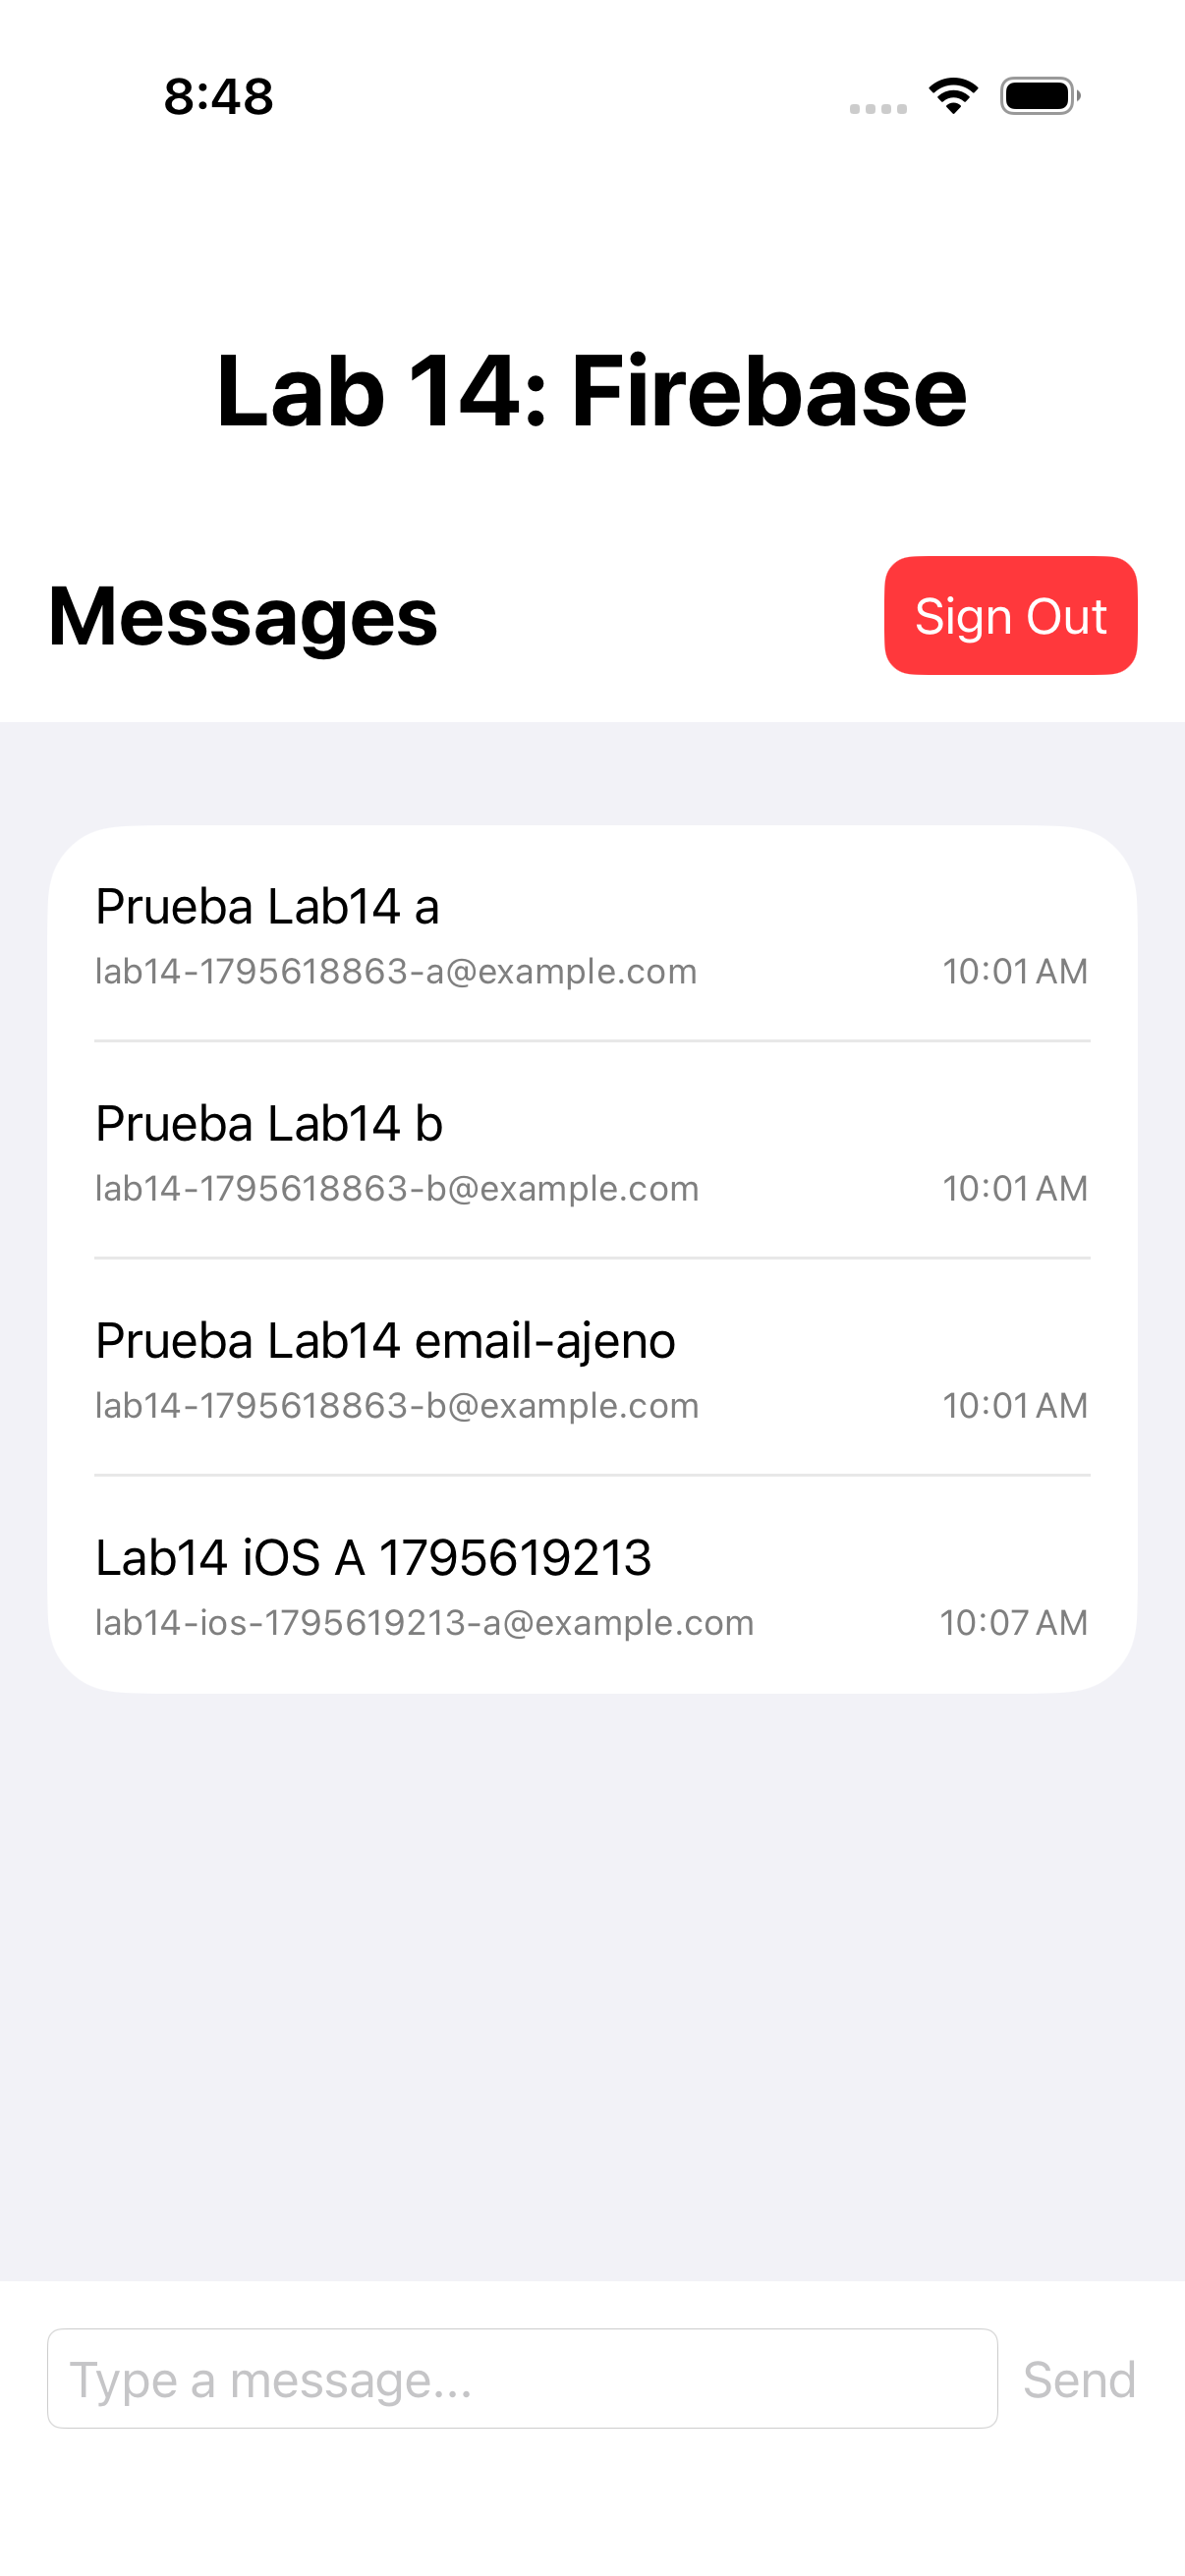 8:48
Lab 14: Firebase
Messages
Sign Out
Prueba Lab14 a
lab14-1795618863-a@example.com 10:01 AM
Prueba Lab14 b
lab14-1795618863-b@example.com 10:01 AM
Prueba Lab14 email-ajeno
lab14-1795618863-b@example.com 10:01 AM
Lab14 iOS A 1795619213
lab14-ios-1795619213-a@example.com 10:07 AM
Type a message...
Send